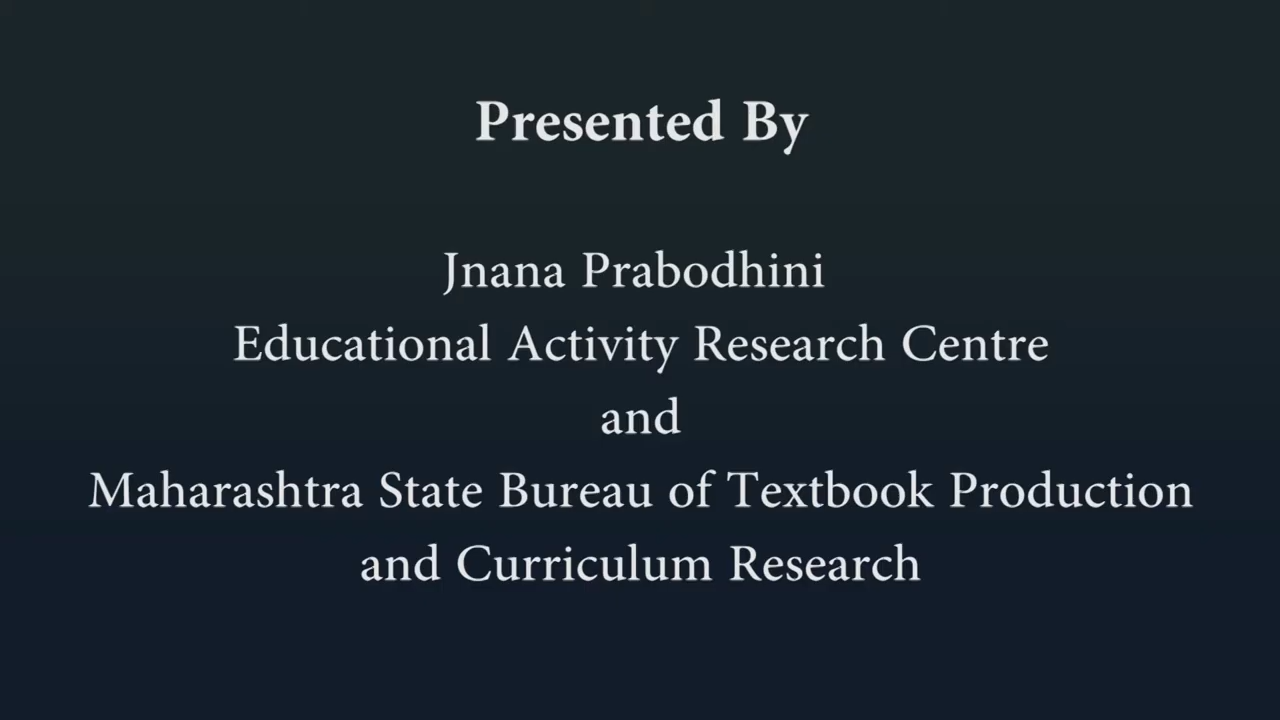 Presented By
Jnana Prabodhini
Educational Activity Research Centre
and
Maharashtra State Bureau of Textbook Production
and Curriculum Research